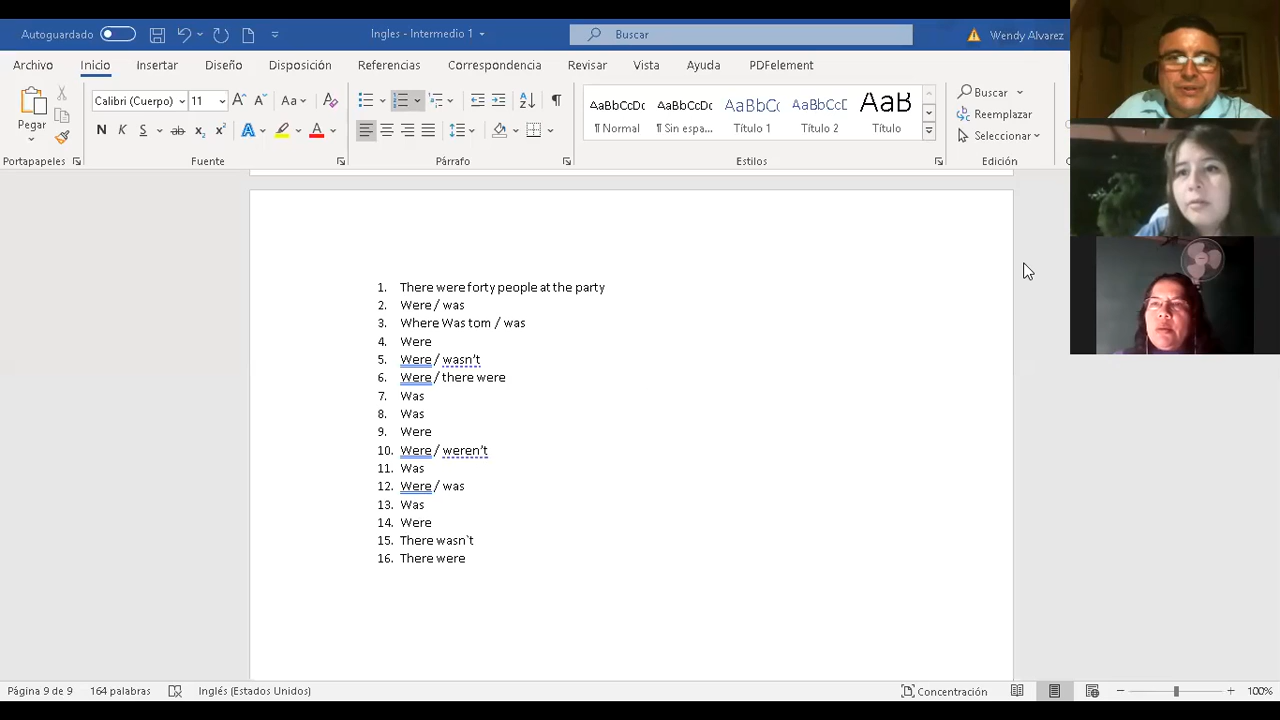 Autoguardado
Ingles - Intermedio 1
Buscar
Wendy Alvarez
Archivo Inicio Insertar Diseño Disposición Referencias Correspondencia Revisar Vista Ayuda PDFelement
Pegar
Calibri (Cuerpo) 11 A A Aa A
N K S ab x₂ x² A A
AaBbCcDc AaBbCcDc AaBbCc AaBbCcD AaB
¶ Normal ¶ Sin espa... Título 1 Título 2 Título
Buscar
Reemplazar
Seleccionar
Portapapeles Fuente Párrafo Estilos Edición
1. There were forty people at the party
2. Were / was
3. Where Was tom / was
4. Were
5. Were / wasn’t
6. Were / there were
7. Was
8. Was
9. Were
10. Were / weren’t
11. Was
12. Were / was
13. Was
14. Were
15. There wasn`t
16. There were
Página 9 de 9 164 palabras Inglés (Estados Unidos) Concentración 100%